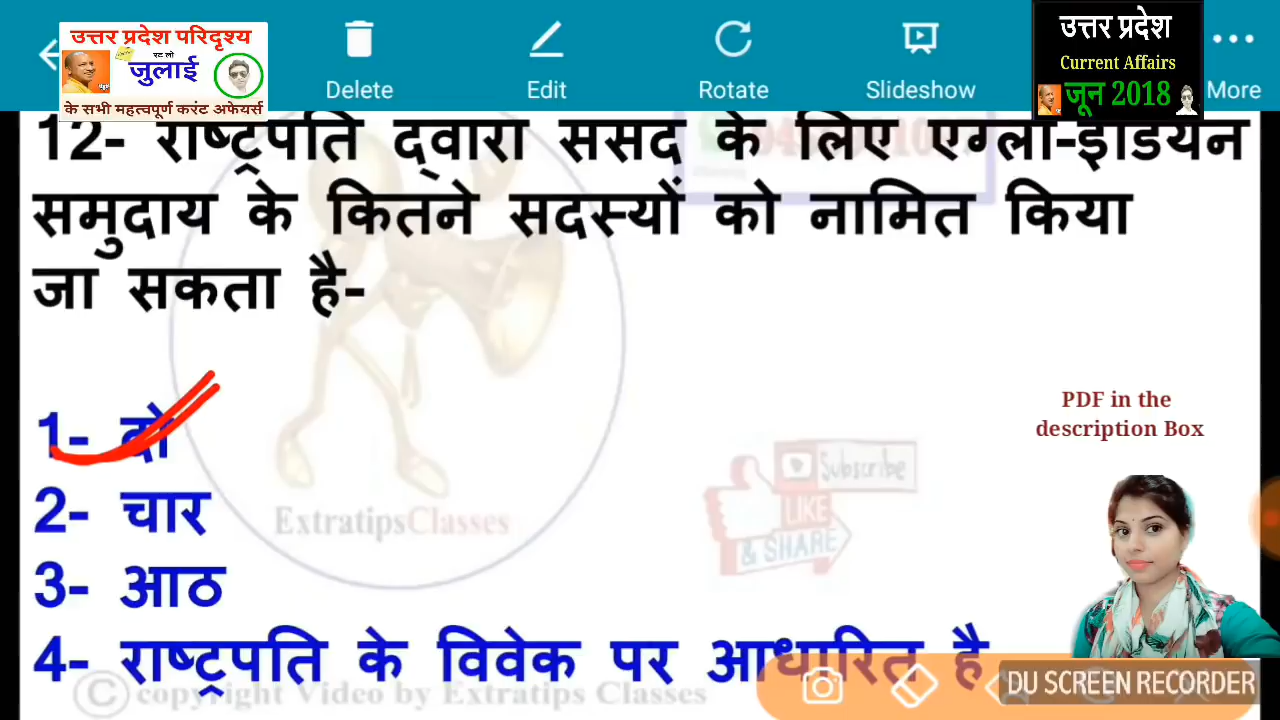 उत्तर प्रदेश परिदृश्य
रट लो
जुलाई
के सभी महत्वपूर्ण करंट अफेयर्स
Delete
Edit
Rotate
Slideshow
More
उत्तर प्रदेश
Current Affairs
जून 2018
12- राष्ट्रपति द्वारा संसद के लिए एंग्लो-इंडियन
समुदाय के कितने सदस्यों को नामित किया
जा सकता है-
1- दो
2- चार
3- आठ
4- राष्ट्रपति के विवेक पर आधारित है
PDF in the
description Box
Subscribe
LIKE
& SHARE
ExtratipsClasses
copyright Video by Extratips Classes
DU SCREEN RECORDER